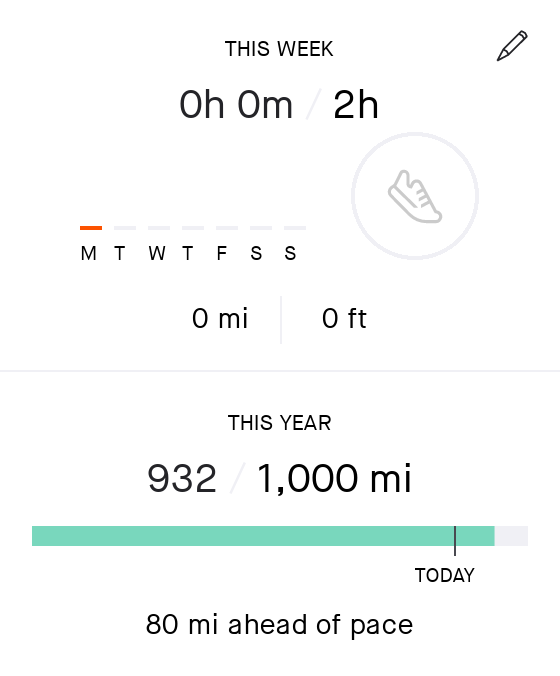 THIS WEEK
0h 0m / 2h
M T W T F S S
0 mi 0 ft
THIS YEAR
932 / 1,000 mi
TODAY
80 mi ahead of pace